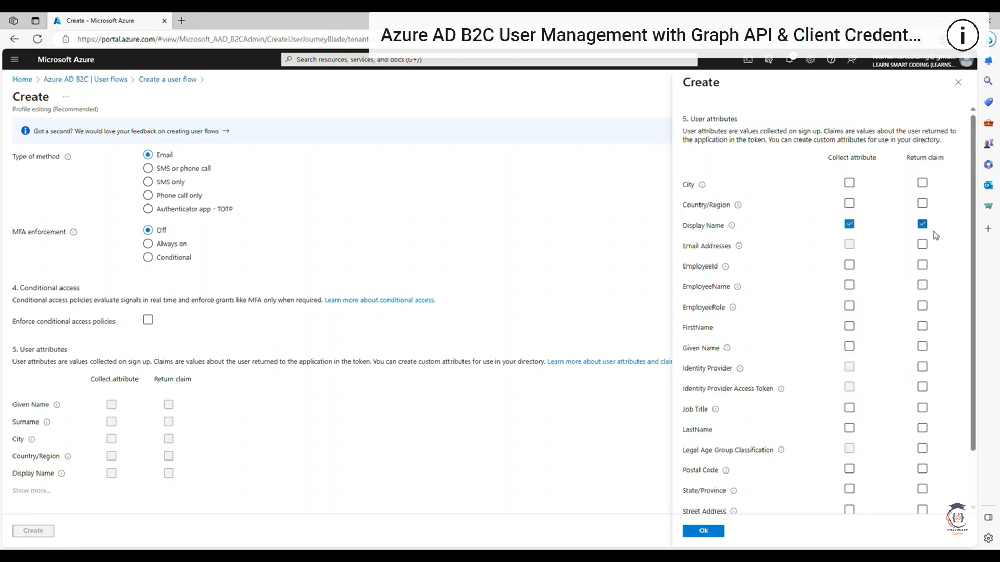 Create - Microsoft Azure
Azure AD B2C User Management with Graph API & Client Credent...
https://portal.azure.com/#view/Microsoft_AAD_B2CAdmin/CreateUserJourneyBlade/tenant
Microsoft Azure
Search resources, services, and docs (G+/)
learnsmartcoding@gma...
LEARN SMART CODING (LEARNS...
Home > Azure AD B2C | User flows > Create a user flow >
Create ...
Profile editing (Recommended)
Got a second? We would love your feedback on creating user flows →
Type of method
Email
SMS or phone call
SMS only
Phone call only
Authenticator app - TOTP
MFA enforcement
Off
Always on
Conditional
4. Conditional access
Conditional access policies evaluate signals in real time and enforce grants like MFA only when required. Learn more about conditional access.
Enforce conditional access policies
5. User attributes
User attributes are values collected on sign up. Claims are values about the user returned to the application in the token. You can create custom attributes for use in your directory. Learn more about user attributes and clair
Collect attribute Return claim
Given Name
Surname
City
Country/Region
Display Name
Show more...
Create
Create
5. User attributes
User attributes are values collected on sign up. Claims are values about the user returned to
the application in the token. You can create custom attributes for use in your directory.
Collect attribute Return claim
City
Country/Region
Display Name
Email Addresses
EmployeeId
EmployeeName
EmployeeRole
FirstName
Given Name
Identity Provider
Identity Provider Access Token
Job Title
LastName
Legal Age Group Classification
Postal Code
State/Province
Street Address
Ok
LEARN SMART
CODING